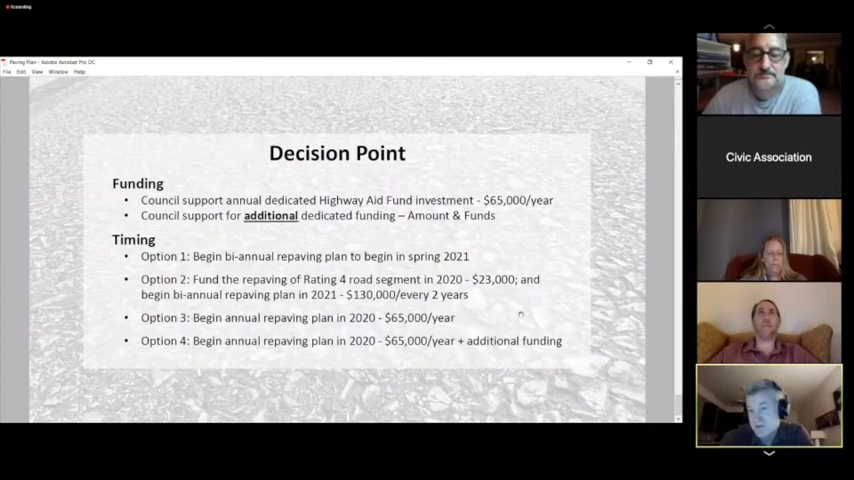 Recording
Paving Plan - Adobe Acrobat Pro DC
File Edit View Window Help
Decision Point
Funding
• Council support annual dedicated Highway Aid Fund investment - $65,000/year
• Council support for additional dedicated funding – Amount & Funds
Timing
• Option 1: Begin bi-annual repaving plan to begin in spring 2021
• Option 2: Fund the repaving of Rating 4 road segment in 2020 - $23,000; and
begin bi-annual repaving plan in 2021 - $130,000/every 2 years
• Option 3: Begin annual repaving plan in 2020 - $65,000/year
• Option 4: Begin annual repaving plan in 2020 - $65,000/year + additional funding
Civic Association